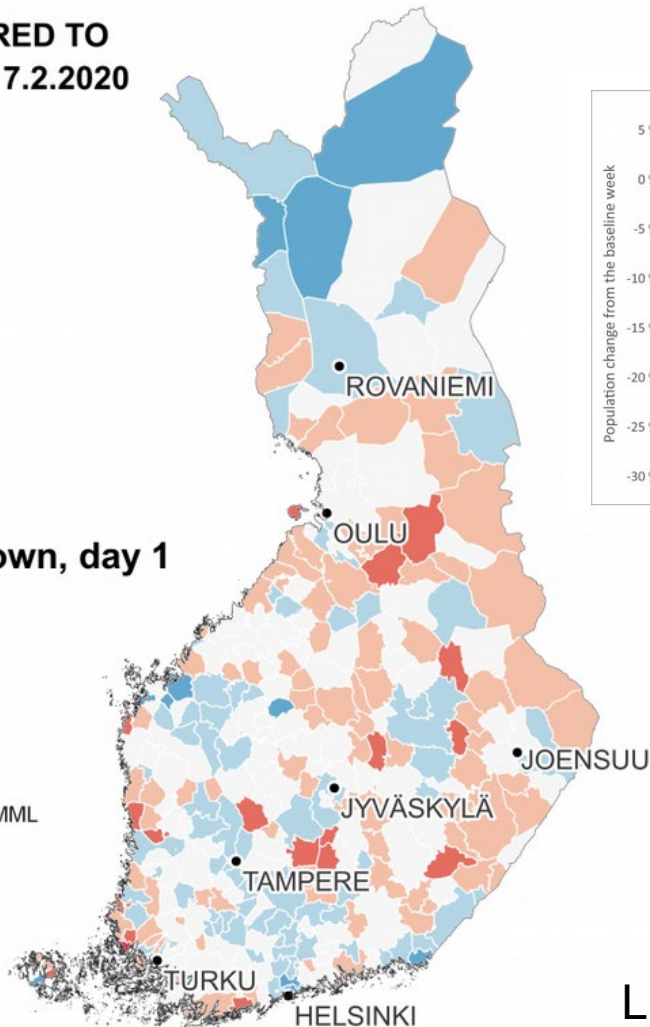 RED TO
7.2.2020
5
0
-5
-10
-15
-20
-25
-30
Population change from the baseline week
ROVANIEMI
OULU
own, day 1
JOENSUU
JYVÄSKYLÄ
MML
TAMPERE
TURKU
HELSINKI
L